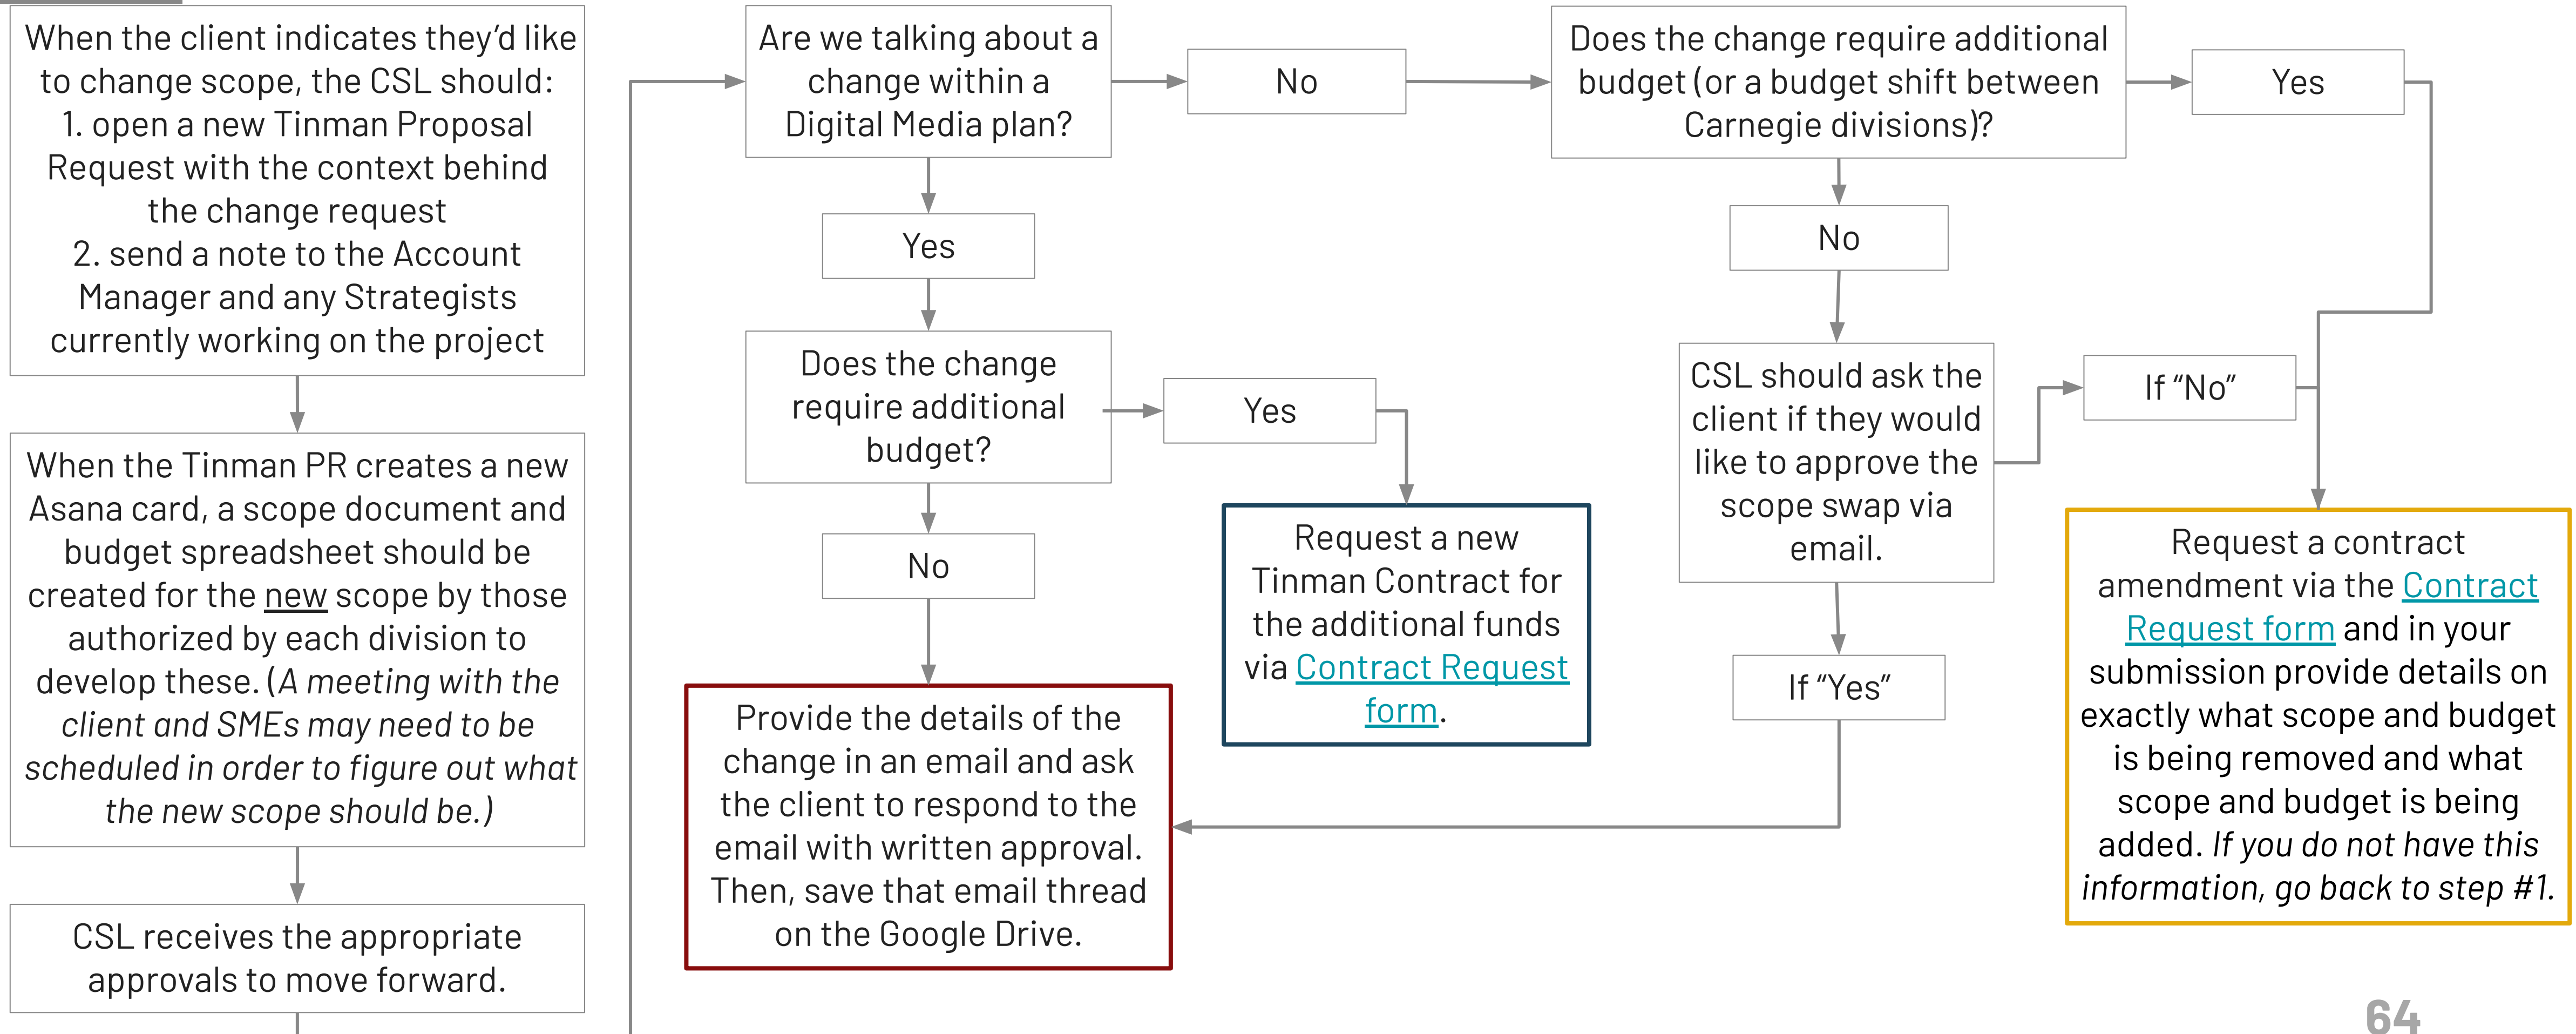 When the client indicates they’d like
to change scope, the CSL should:
1. open a new Tinman Proposal
Request with the context behind
the change request
2. send a note to the Account
Manager and any Strategists
currently working on the project
When the Tinman PR creates a new
Asana card, a scope document and
budget spreadsheet should be
created for the new scope by those
authorized by each division to
develop these. (A meeting with the
client and SMEs may need to be
scheduled in order to figure out what
the new scope should be.)
CSL receives the appropriate
approvals to move forward.
Are we talking about a
change within a
Digital Media plan?
No
Yes
Does the change
require additional
budget?
Yes
No
Request a new
Tinman Contract for
the additional funds
via Contract Request
form.
Provide the details of the
change in an email and ask
the client to respond to the
email with written approval.
Then, save that email thread
on the Google Drive.
Does the change require additional
budget (or a budget shift between
Carnegie divisions)?
Yes
No
CSL should ask the
client if they would
like to approve the
scope swap via
email.
If “No”
If “Yes”
Request a contract
amendment via the Contract
Request form and in your
submission provide details on
exactly what scope and budget
is being removed and what
scope and budget is being
added. If you do not have this
information, go back to step #1.
64